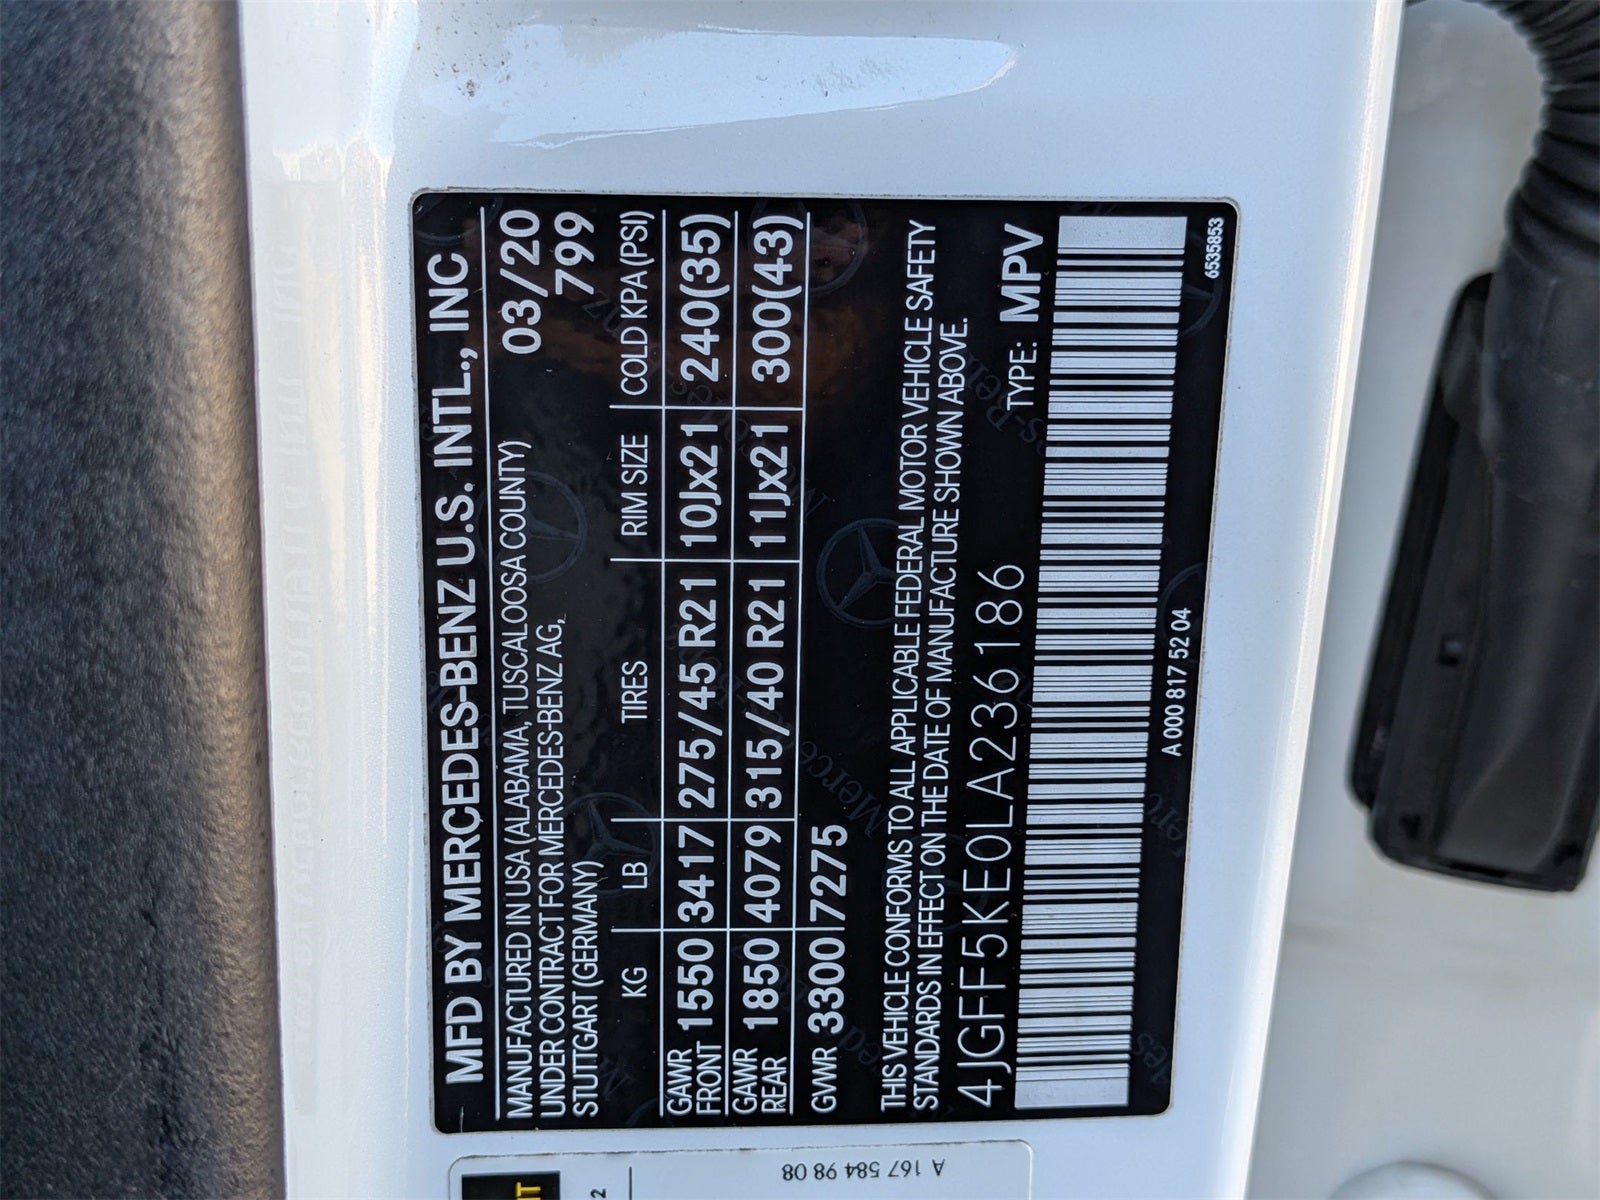 MFD BY MERCEDES-BENZ U.S. INTL., INC
MANUFACTURED IN USA (ALABAMA, TUSCALOOSA COUNTY) 03/20
UNDER CONTRACT FOR MERCEDES-BENZ AG, 799
STUTTGART (GERMANY)
KG LB TIRES RIM SIZE COLD KPA (PSI)
GAWR FRONT 1550 3417 275/45 R21 10Jx21 240(35)
GAWR REAR 1850 4079 315/40 R21 11Jx21 300(43)
GVWR 3300 7275
THIS VEHICLE CONFORMS TO ALL APPLICABLE FEDERAL MOTOR VEHICLE SAFETY
STANDARDS IN EFFECT ON THE DATE OF MANUFACTURE SHOWN ABOVE.
4JGFF5KE0LA236186 TYPE: MPV
A 000 817 52 04
6535853
A 167 584 98 08